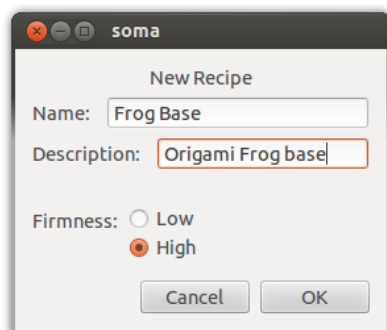 soma
New Recipe
Name: Frog Base
Description: Origami Frog base
Firmness: Low
High
Cancel OK